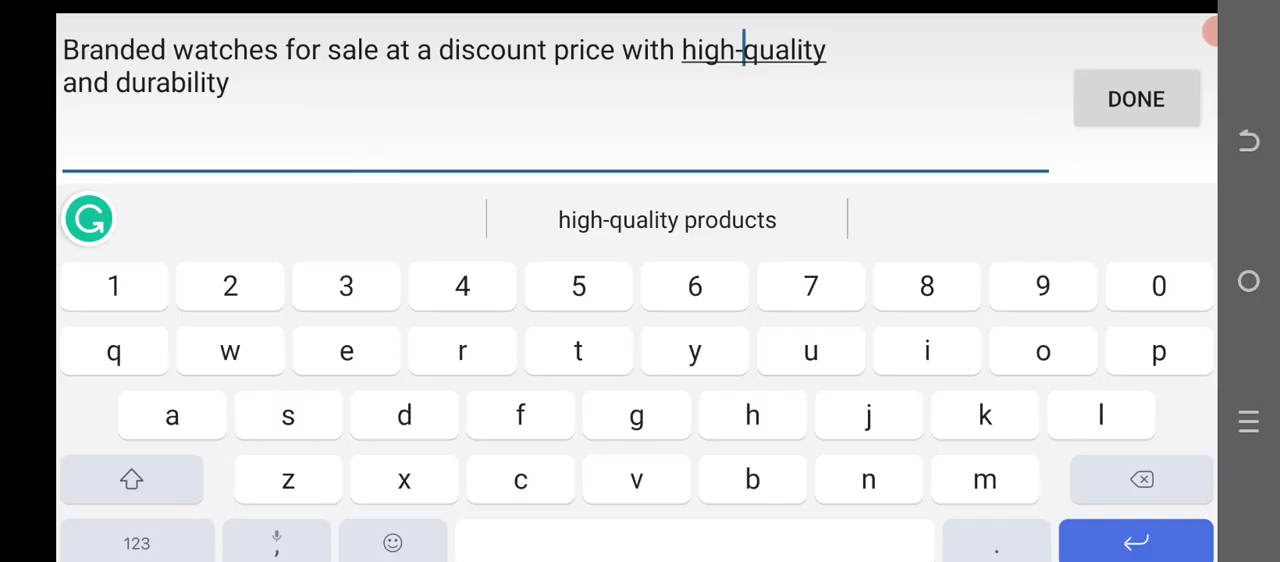 Branded watches for sale at a discount price with high-quality
and durability
DONE
high-quality products
1 2 3 4 5 6 7 8 9 0
q w e r t y u i o p
a s d f g h j k l
z x c v b n m
123 , .